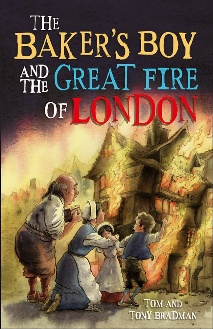 THE
BAKER'S BOY
AND THE GREAT FIRE
OF LONDON
TOM AND
TONY BRADMAN